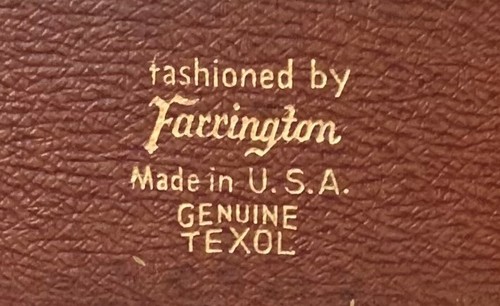 fashioned by
Farrington
Made in U.S.A.
GENUINE
TEXOL